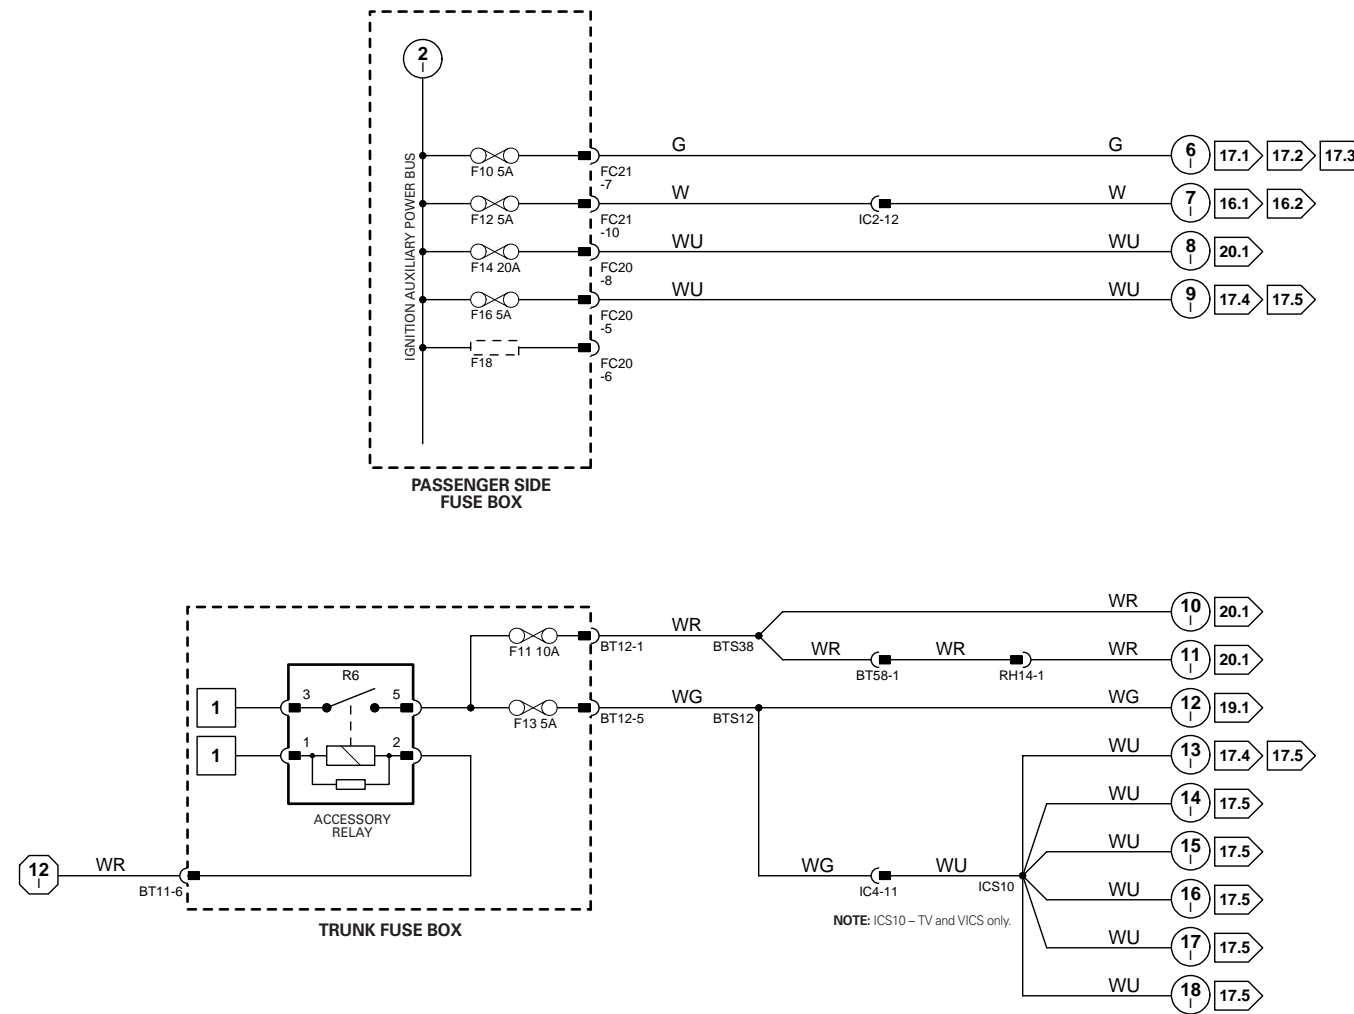 2
I
IGNITION AUXILIARY POWER BUS
F10 5A
FC21
-7
G
G
6
I
17.1
17.2
17.3
F12 5A
FC21
-10
W
IC2-12
W
7
I
16.1
16.2
F14 20A
FC20
-8
WU
WU
8
I
20.1
F16 5A
FC20
-5
WU
WU
9
I
17.4
17.5
F18
FC20
-6
PASSENGER SIDE
FUSE BOX
F11 10A
BT12-1
WR
BTS38
WR
10
I
20.1
WR
BT58-1
WR
RH14-1
WR
11
I
20.1
R6
1
3
5
F13 5A
BT12-5
WG
BTS12
WG
12
I
19.1
1
1
2
ACCESSORY
RELAY
12
I
WR
BT11-6
TRUNK FUSE BOX
WG
IC4-11
WU
ICS10
NOTE: ICS10 – TV and VICS only.
WU
13
I
17.4
17.5
WU
14
I
17.5
WU
15
I
17.5
WU
16
I
17.5
WU
17
I
17.5
WU
18
I
17.5